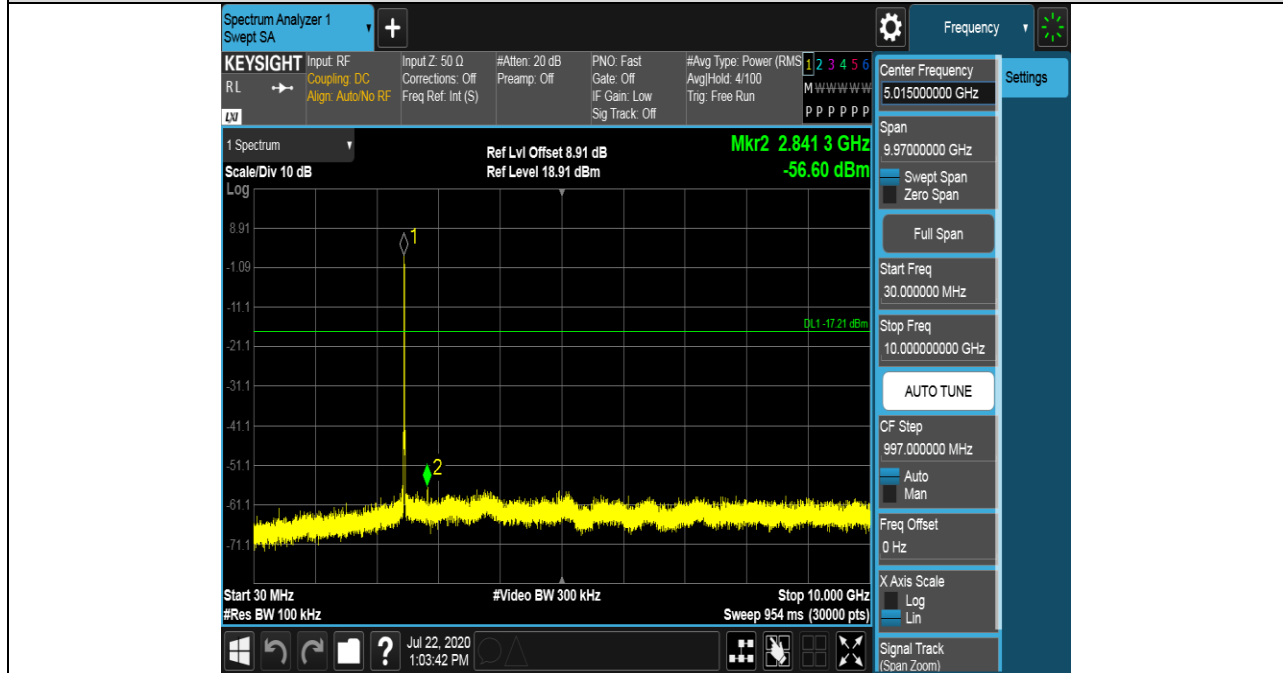 Spectrum Analyzer 1
Swept SA
+
Frequency
KEYSIGHT
RL
LXI
Input: RF
Coupling: DC
Align: Auto/No RF
Input Z: 50 Ω
Corrections: Off
Freq Ref: Int (S)
#Atten: 20 dB
Preamp: Off
PNO: Fast
Gate: Off
IF Gain: Low
Sig Track: Off
#Avg Type: Power (RMS
Avg|Hold: 4/100
Trig: Free Run
1 2 3 4 5 6
M W W W W W
P P P P P P
1 Spectrum
Scale/Div 10 dB
Log
Ref Lvl Offset 8.91 dB
Ref Level 18.91 dBm
Mkr2 2.841 3 GHz
-56.60 dBm
8.91
-1.09
-11.1
-21.1
-31.1
-41.1
-51.1
-61.1
-71.1
1
2
DL1 -17.21 dBm
Start 30 MHz
#Res BW 100 kHz
#Video BW 300 kHz
Stop 10.000 GHz
Sweep 954 ms (30000 pts)
?
Jul 22, 2020
1:03:42 PM
Center Frequency
5.015000000 GHz
Span
9.97000000 GHz
Swept Span
Zero Span
Full Span
Start Freq
30.000000 MHz
Stop Freq
10.000000000 GHz
AUTO TUNE
CF Step
997.000000 MHz
Auto
Man
Freq Offset
0 Hz
X Axis Scale
Log
Lin
Signal Track
(Span Zoom)
Settings